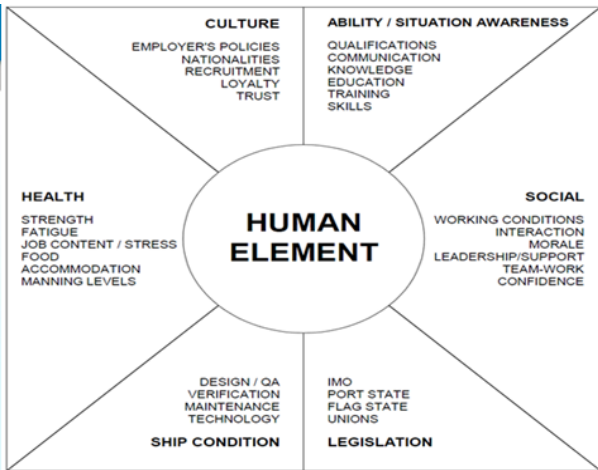 CULTURE
EMPLOYER'S POLICIES
NATIONALITIES
RECRUITMENT
LOYALTY
TRUST
ABILITY / SITUATION AWARENESS
QUALIFICATIONS
COMMUNICATION
KNOWLEDGE
EDUCATION
TRAINING
SKILLS
HEALTH
STRENGTH
FATIGUE
JOB CONTENT / STRESS
FOOD
ACCOMMODATION
MANNING LEVELS
HUMAN
ELEMENT
SOCIAL
WORKING CONDITIONS
INTERACTION
MORALE
LEADERSHIP/SUPPORT
TEAM-WORK
CONFIDENCE
DESIGN / QA
VERIFICATION
MAINTENANCE
TECHNOLOGY
SHIP CONDITION
IMO
PORT STATE
FLAG STATE
UNIONS
LEGISLATION